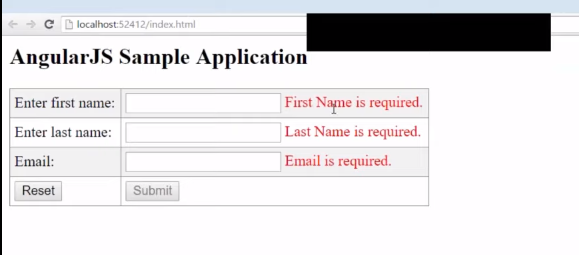 localhost:52412/index.html
AngularJS Sample Application
Enter first name: First Name is required.
Enter last name: Last Name is required.
Email: Email is required.
Reset Submit